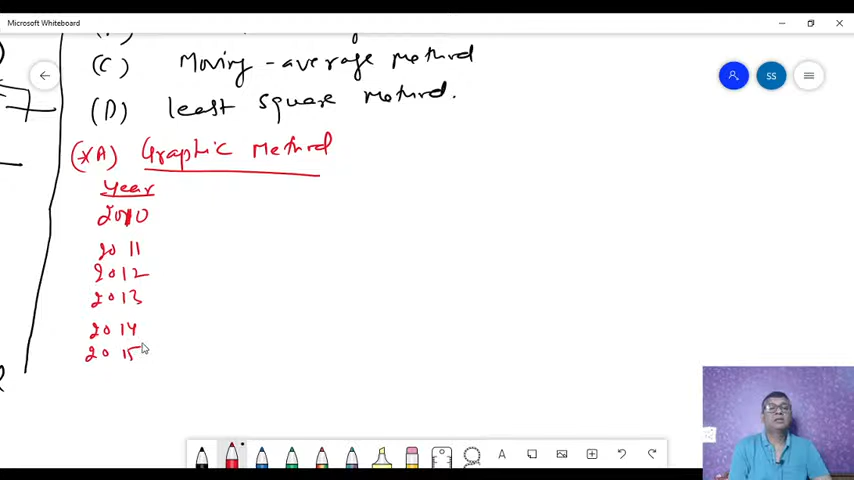 Microsoft Whiteboard
(C) Moving-average Method
(D) least square Method.
(*A) Graphic Method
Year
2010
2011
2012
2013
2014
2015
SS
A